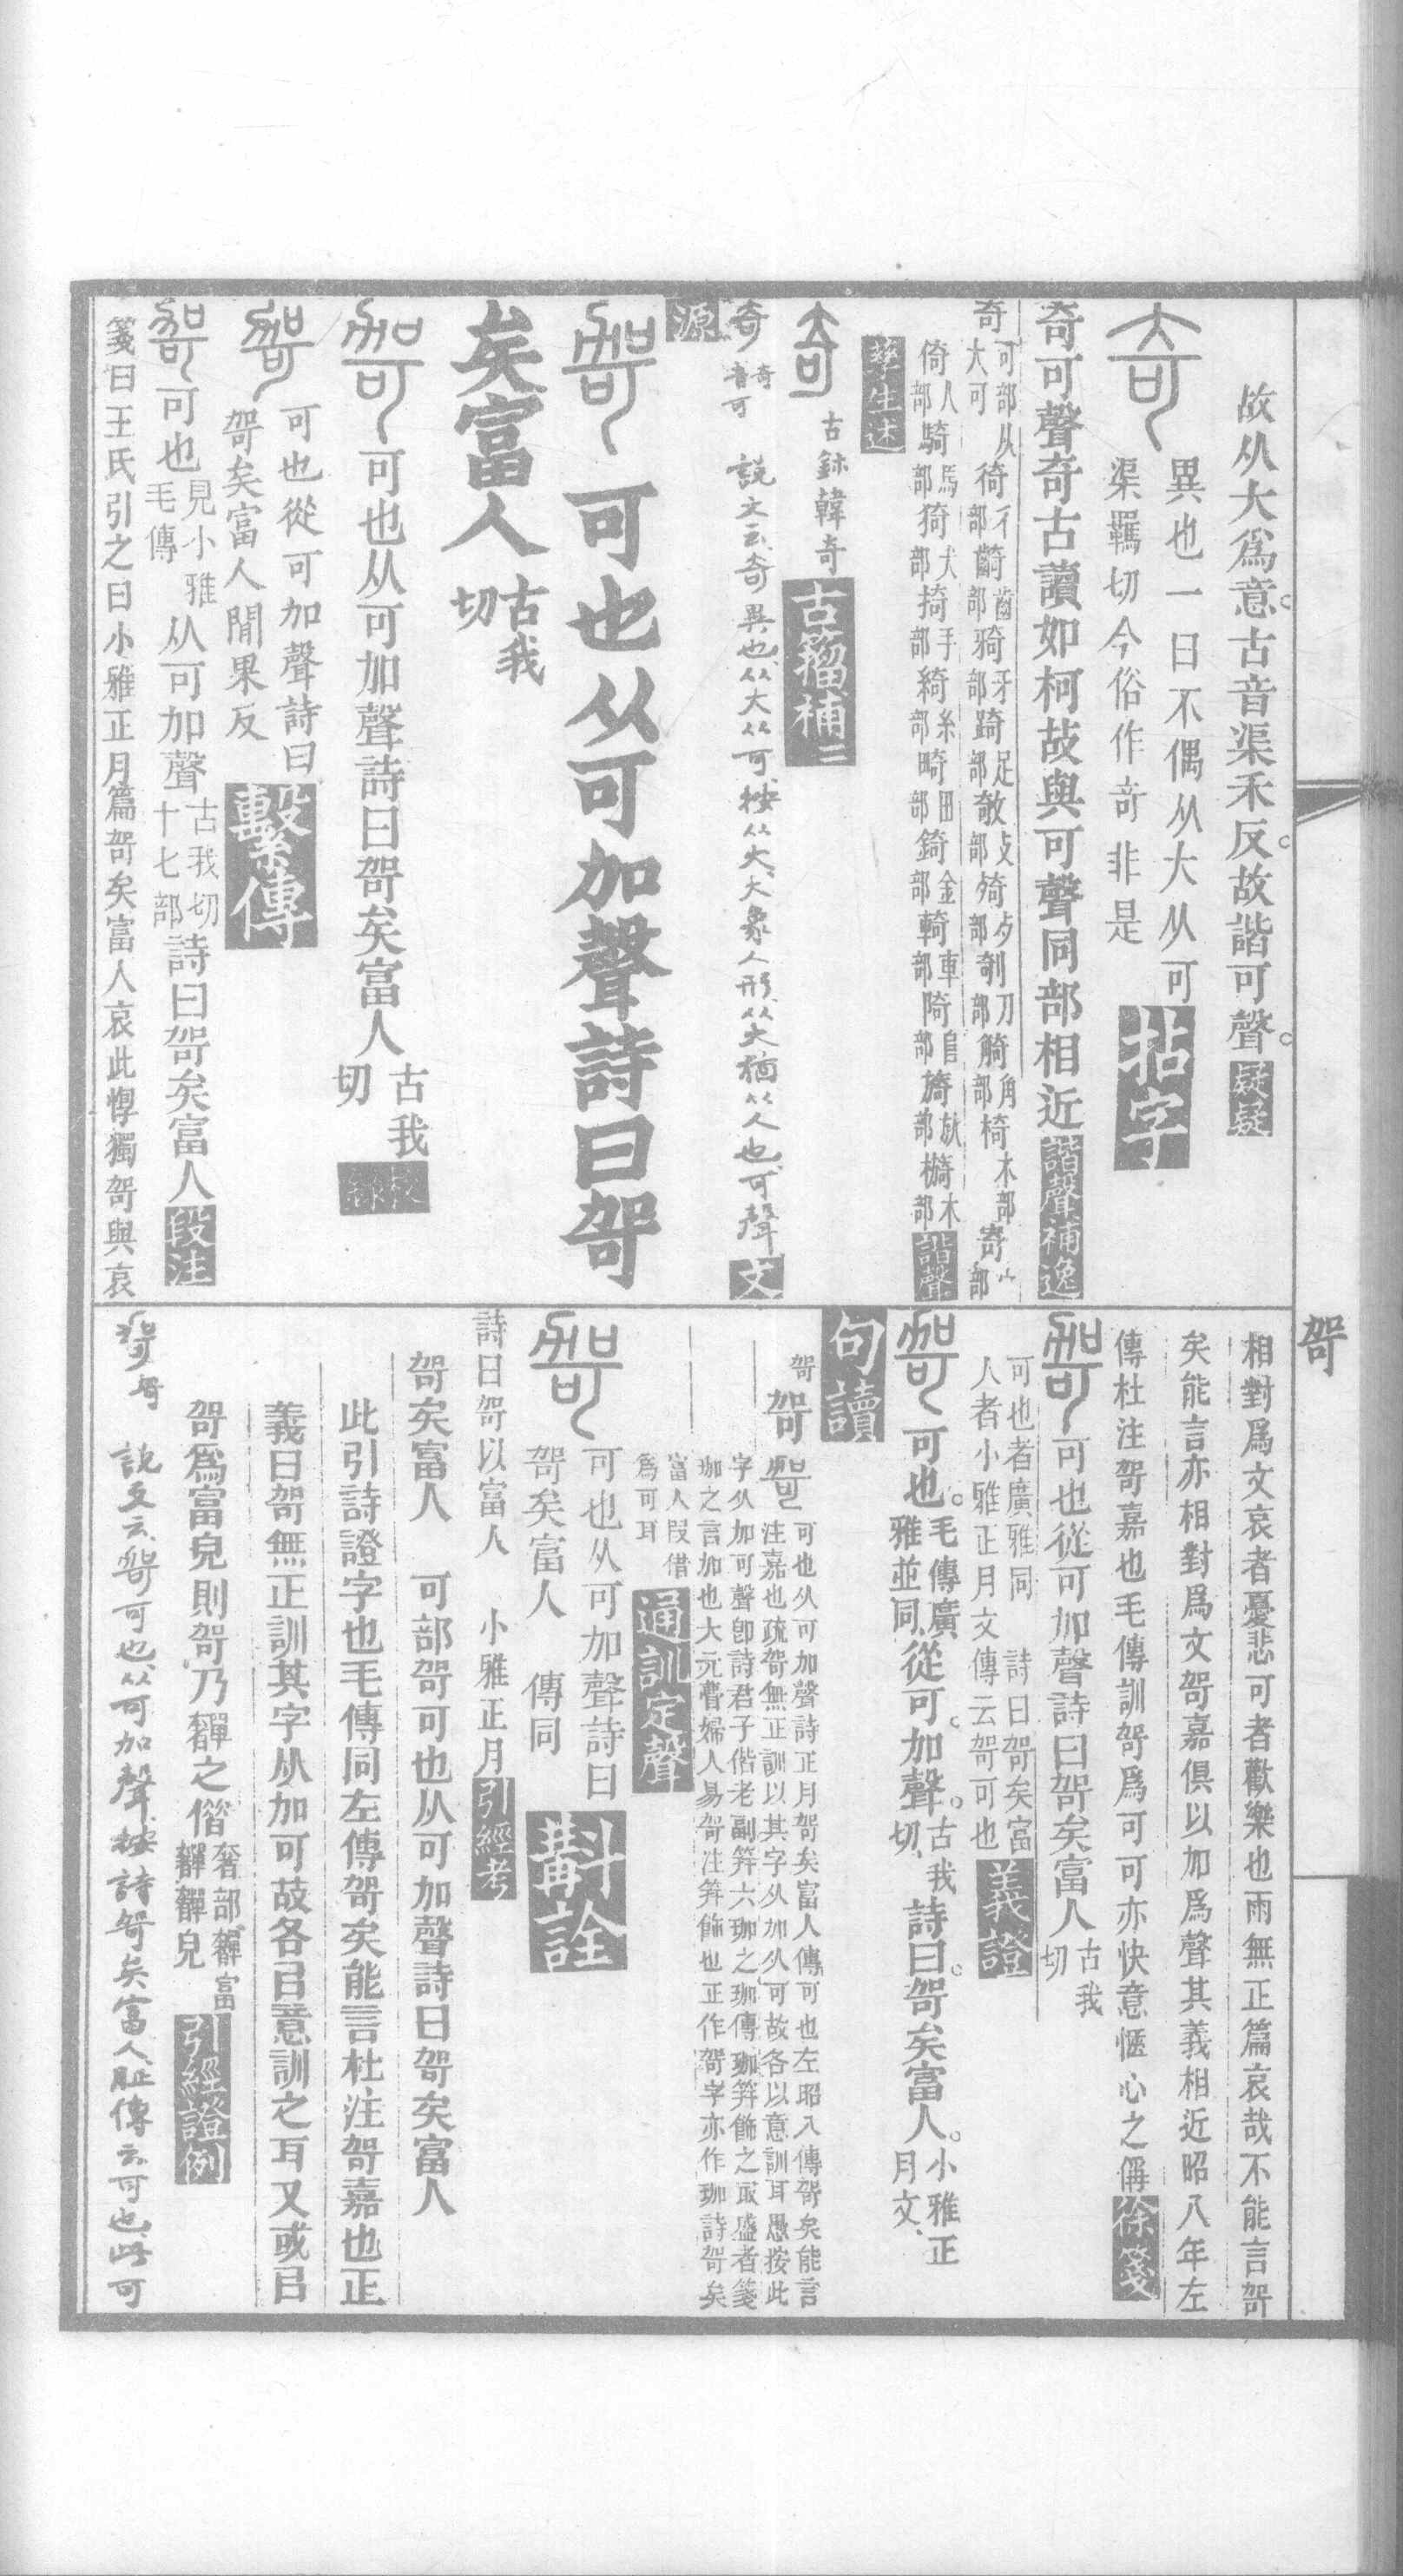 故从大爲意。古音渠禾反。故諧可聲。疑疑
奇
異也一曰不偶从大从可
渠羈切今俗作竒非是
拈字
奇可聲奇古讀如柯故與可聲同部相近諧聲補逸
奇
可部从
大可
徛彳部齮齒部㱦牙部踦足部敧攴部㱦歺部剞刀部觭角部椅木部寄宀部
倚人部騎馬部猗犬部掎手部綺糸部畸田部錡金部輢車部陭𨸏部旖㫃部檹木部諧聲
孳生述
奇
古鉥韓奇
古籀補二
奇
說文云奇異也从大从可按从大大象人形从大猶从人也可聲文
源
哿
可也从可加聲詩曰哿
矣富人
古我
切
哿
可也从可加聲詩曰哿矣富人
古我
切
校錄
哿
可也從可加聲詩曰
哿矣富人閒果反
繫傳
哿
可也
見小雅
毛傳
从可加聲
古我切
十七部
詩曰哿矣富人段注
箋曰王氏引之曰小雅正月篇哿矣富人哀此惸獨哿與哀
哿
相對爲文哀者憂悲可者歡樂也雨無正篇哀哉不能言哿
矣能言亦相對爲文哿嘉俱以加爲聲其義相近昭八年左
傳杜注哿嘉也毛傳訓哿爲可可亦快意愜心之偁徐箋
哿
可也從可加聲詩曰哿矣富人
古我
切
可也者廣雅同 詩曰哿矣富
人者小雅正月文傳云哿可也
義證
哿
可也。
毛傳廣
雅並同、
從可。加聲。
古我
切、
詩曰。哿矣富人。
小雅正
月文、
句讀
哿
哿
哿
可也从可加聲詩正月哿矣富人傳可也左昭八傳哿矣能言
注嘉也疏哿無正訓以其字从加从可故各以意訓耳愚按此
字从加可聲卽詩君子偕老副笄六珈之珈傳珈笄飾之最盛者箋
珈之言加也大元瞢婦人易哿注笄飾也正作哿字亦作珈詩哿矣
富人叚借
爲可耳
通訓定聲
哿
可也从可加聲詩曰
哿矣富人 傳同
斠詮
詩曰哿以富人 小雅正月引經考
哿矣富人 可部哿可也从可加聲詩曰哿矣富人
此引詩證字也毛傳同左傳哿矣能言杜注哿嘉也正
義曰哿無正訓其字从加可故各㠯意訓之耳又或㠯
哿爲富皃則哿乃奲之偕
奢部奲富
奲奲皃
引經證例
哿
哿
說文云哿可也从可加聲按詩哿矣富人毛傳云可也此可